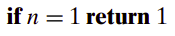 if n = 1 return 1